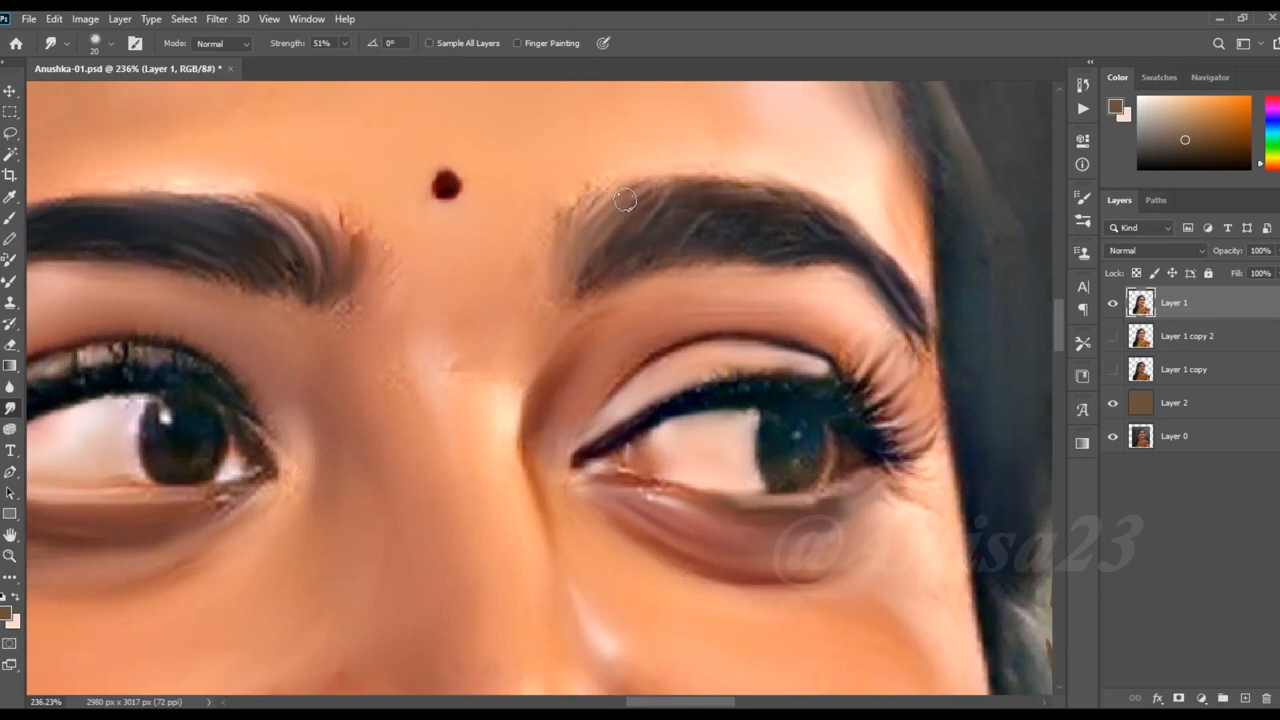 File Edit Image Layer Type Select Filter 3D View Window Help
20 Mode: Normal Strength: 51% 0° Sample All Layers Finger Painting
Anushka-01.psd @ 236% (Layer 1, RGB/8#) *
Color Swatches Navigator
Layers Paths
Kind
Normal Opacity: 100%
Lock: Fill: 100%
Layer 1
Layer 1 copy 2
Layer 1 copy
Layer 2
Layer 0
236.23% 2980 px x 3017 px (72 ppi)